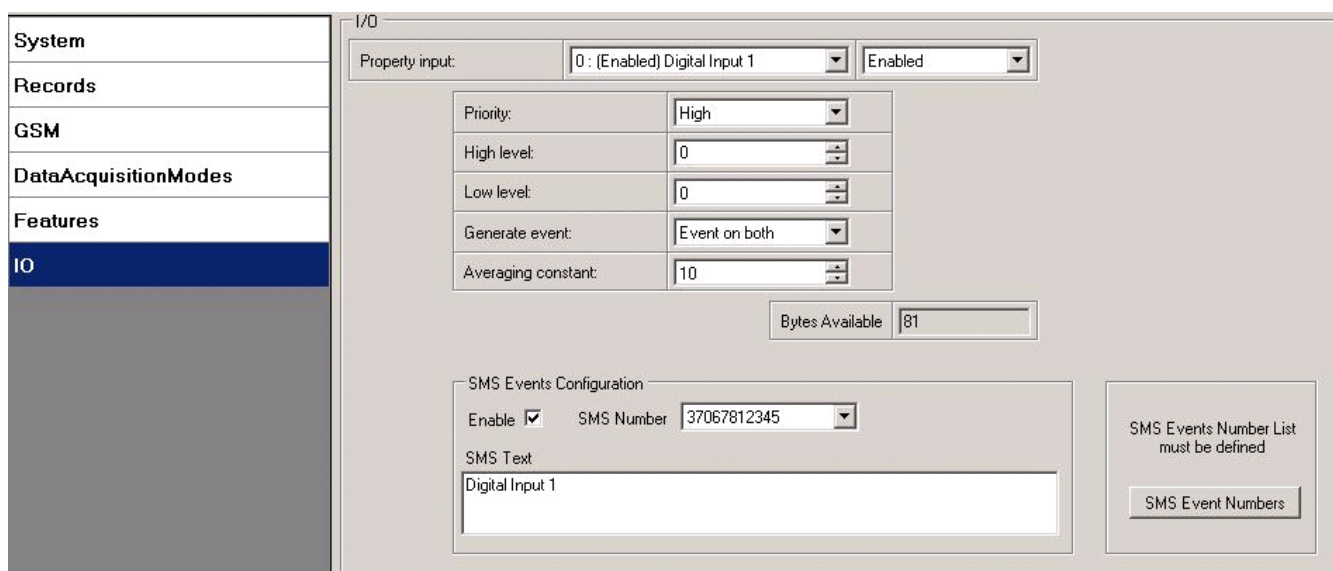 System
Records
GSM
DataAcquisitionModes
Features
IO
I/O
Property input: 0 : (Enabled) Digital Input 1 Enabled
Priority: High
High level: 0
Low level: 0
Generate event: Event on both
Averaging constant: 10
Bytes Available 81
SMS Events Configuration
Enable SMS Number 37067812345
SMS Text
Digital Input 1
SMS Events Number List
must be defined
SMS Event Numbers